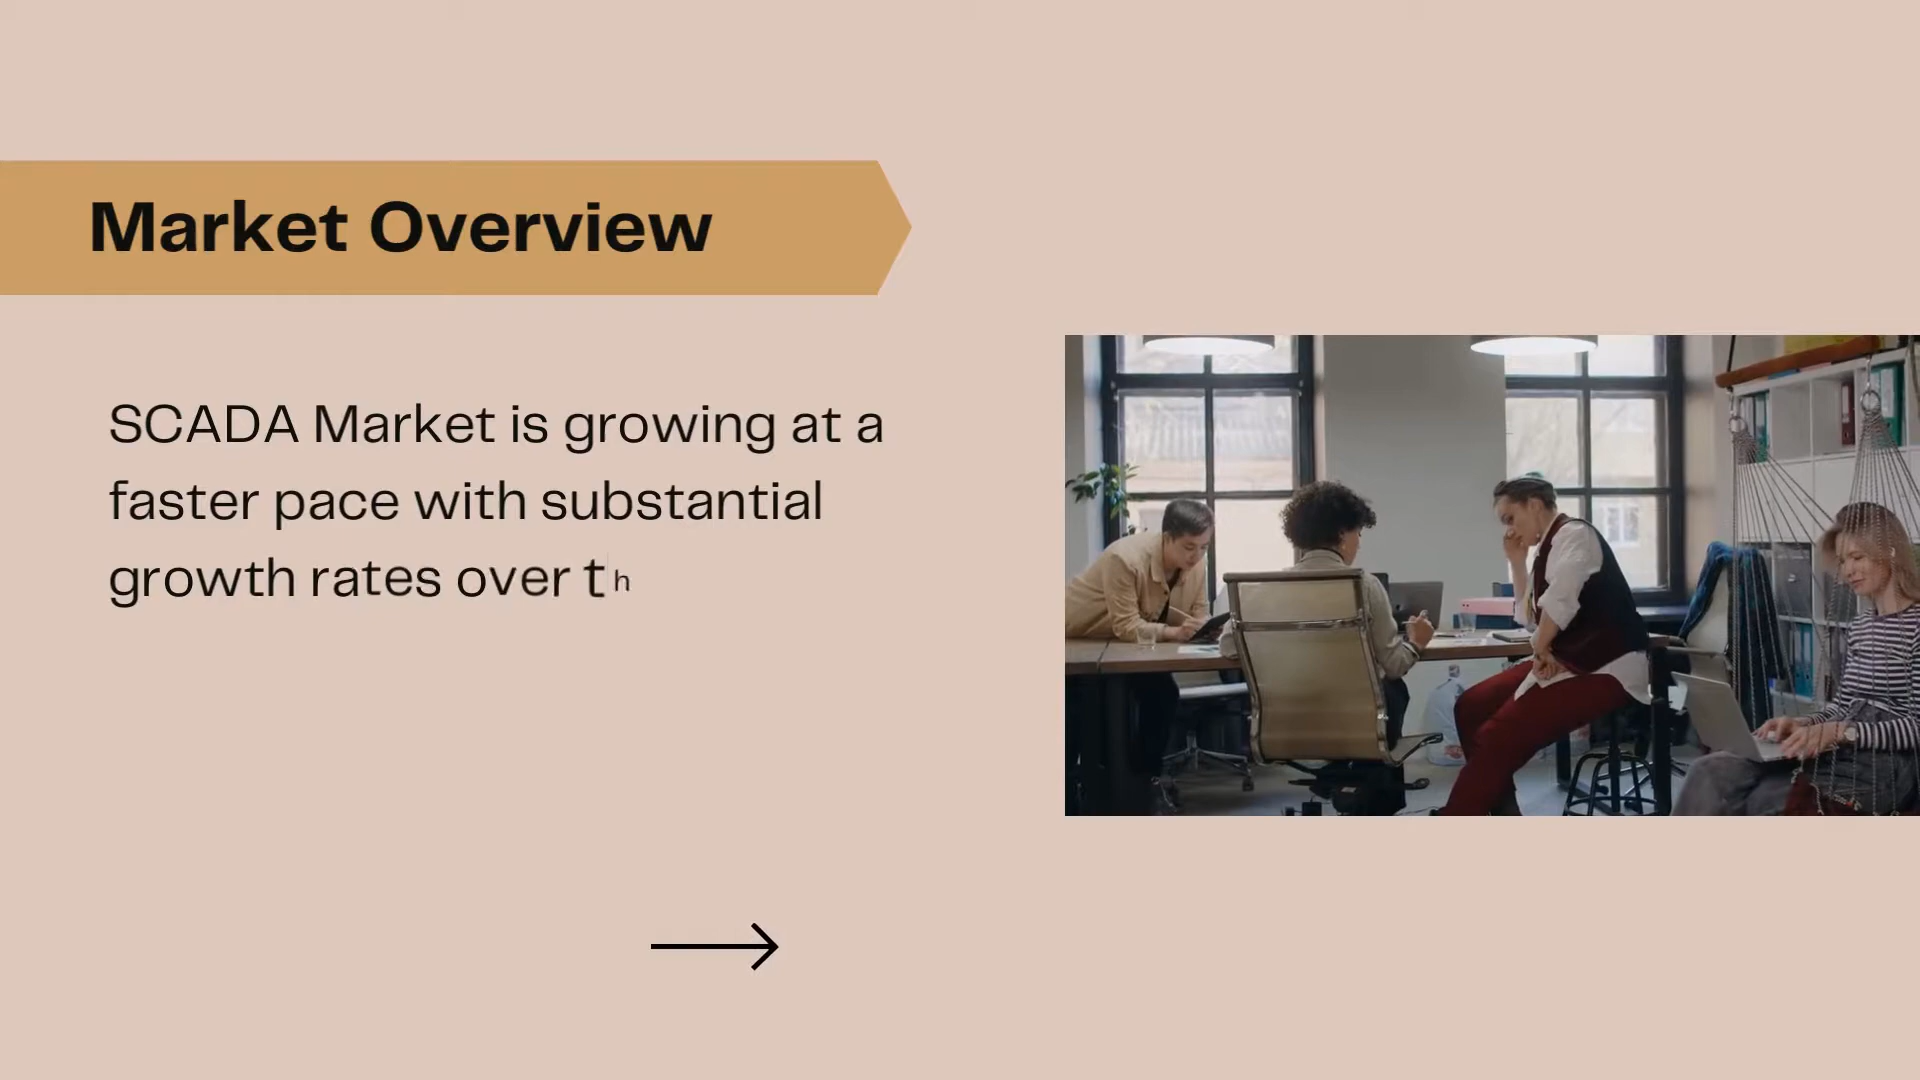 Market Overview
SCADA Market is growing at a
faster pace with substantial
growth rates over th